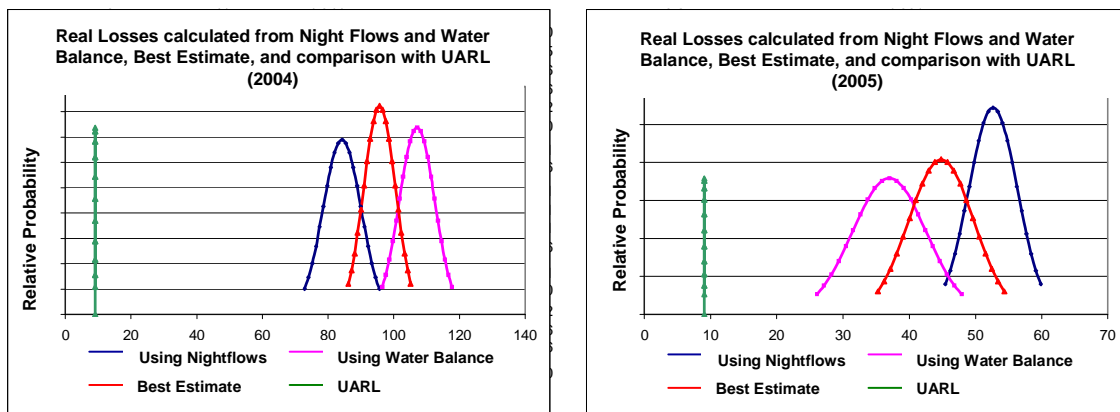 Real Losses calculated from Night Flows and Water
Balance, Best Estimate, and comparison with UARL
(2004)
Relative Probability
0 20 40 60 80 100 120 140
Using Nightflows Using Water Balance
Best Estimate UARL
Real Losses calculated from Night Flows and Water
Balance, Best Estimate, and comparison with UARL
(2005)
Relative Probability
0 10 20 30 40 50 60 70
Using Nightflows Using Water Balance
Best Estimate UARL